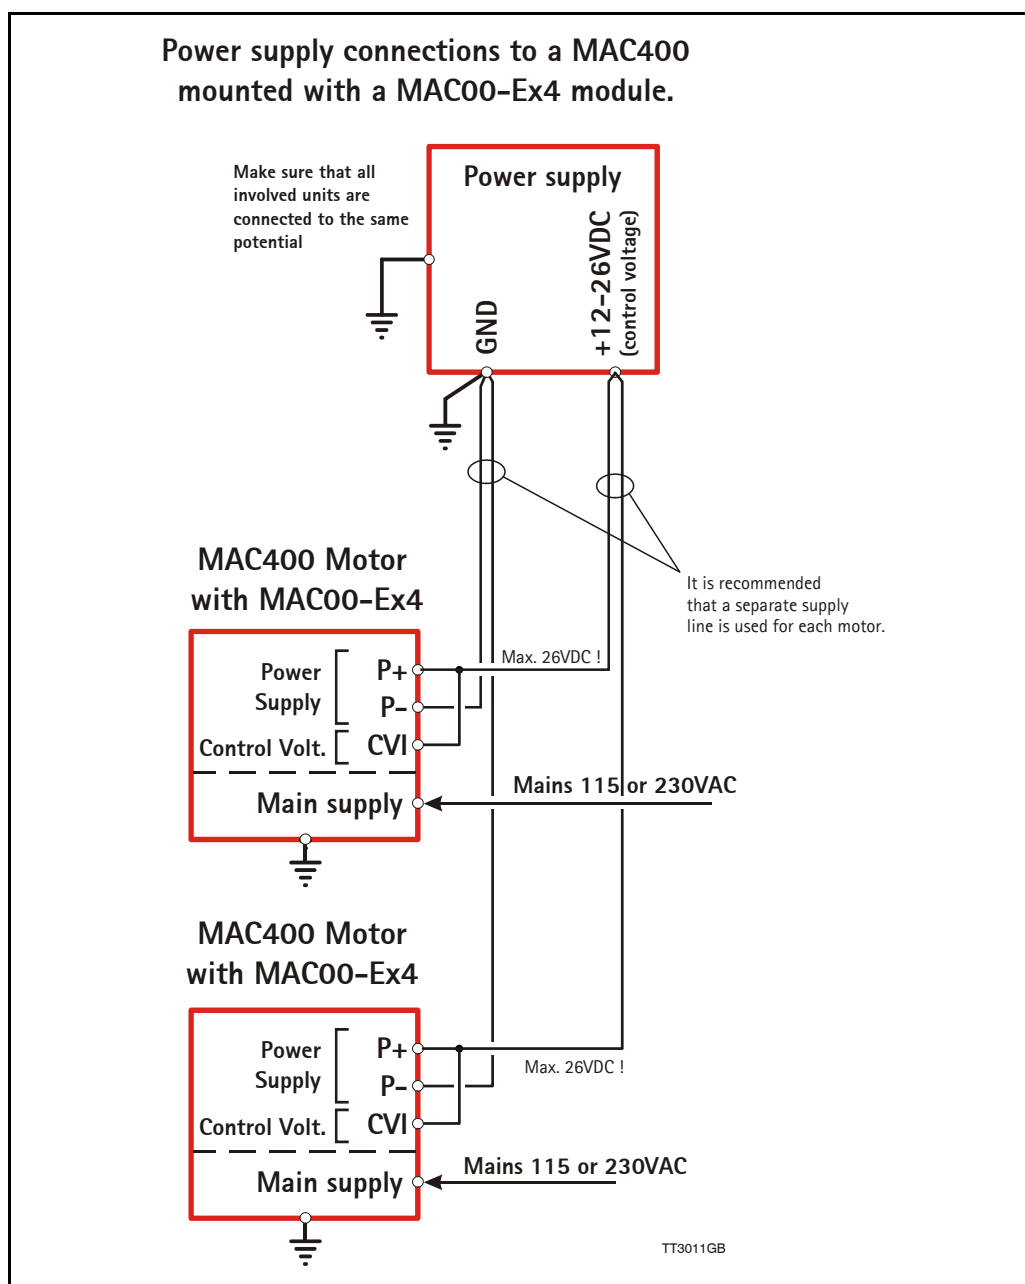 Power supply connections to a MAC400
mounted with a MAC00-Ex4 module.
Make sure that all
involved units are
connected to the same
potential
Power supply
GND
+12-26VDC
(control voltage)
It is recommended
that a separate supply
line is used for each motor.
MAC400 Motor
with MAC00-Ex4
Power
Supply
P+
P-
Control Volt.
CVI
Max. 26VDC !
Main supply
Mains 115 or 230VAC
MAC400 Motor
with MAC00-Ex4
Power
Supply
P+
P-
Control Volt.
CVI
Max. 26VDC !
Main supply
Mains 115 or 230VAC
TT3011GB